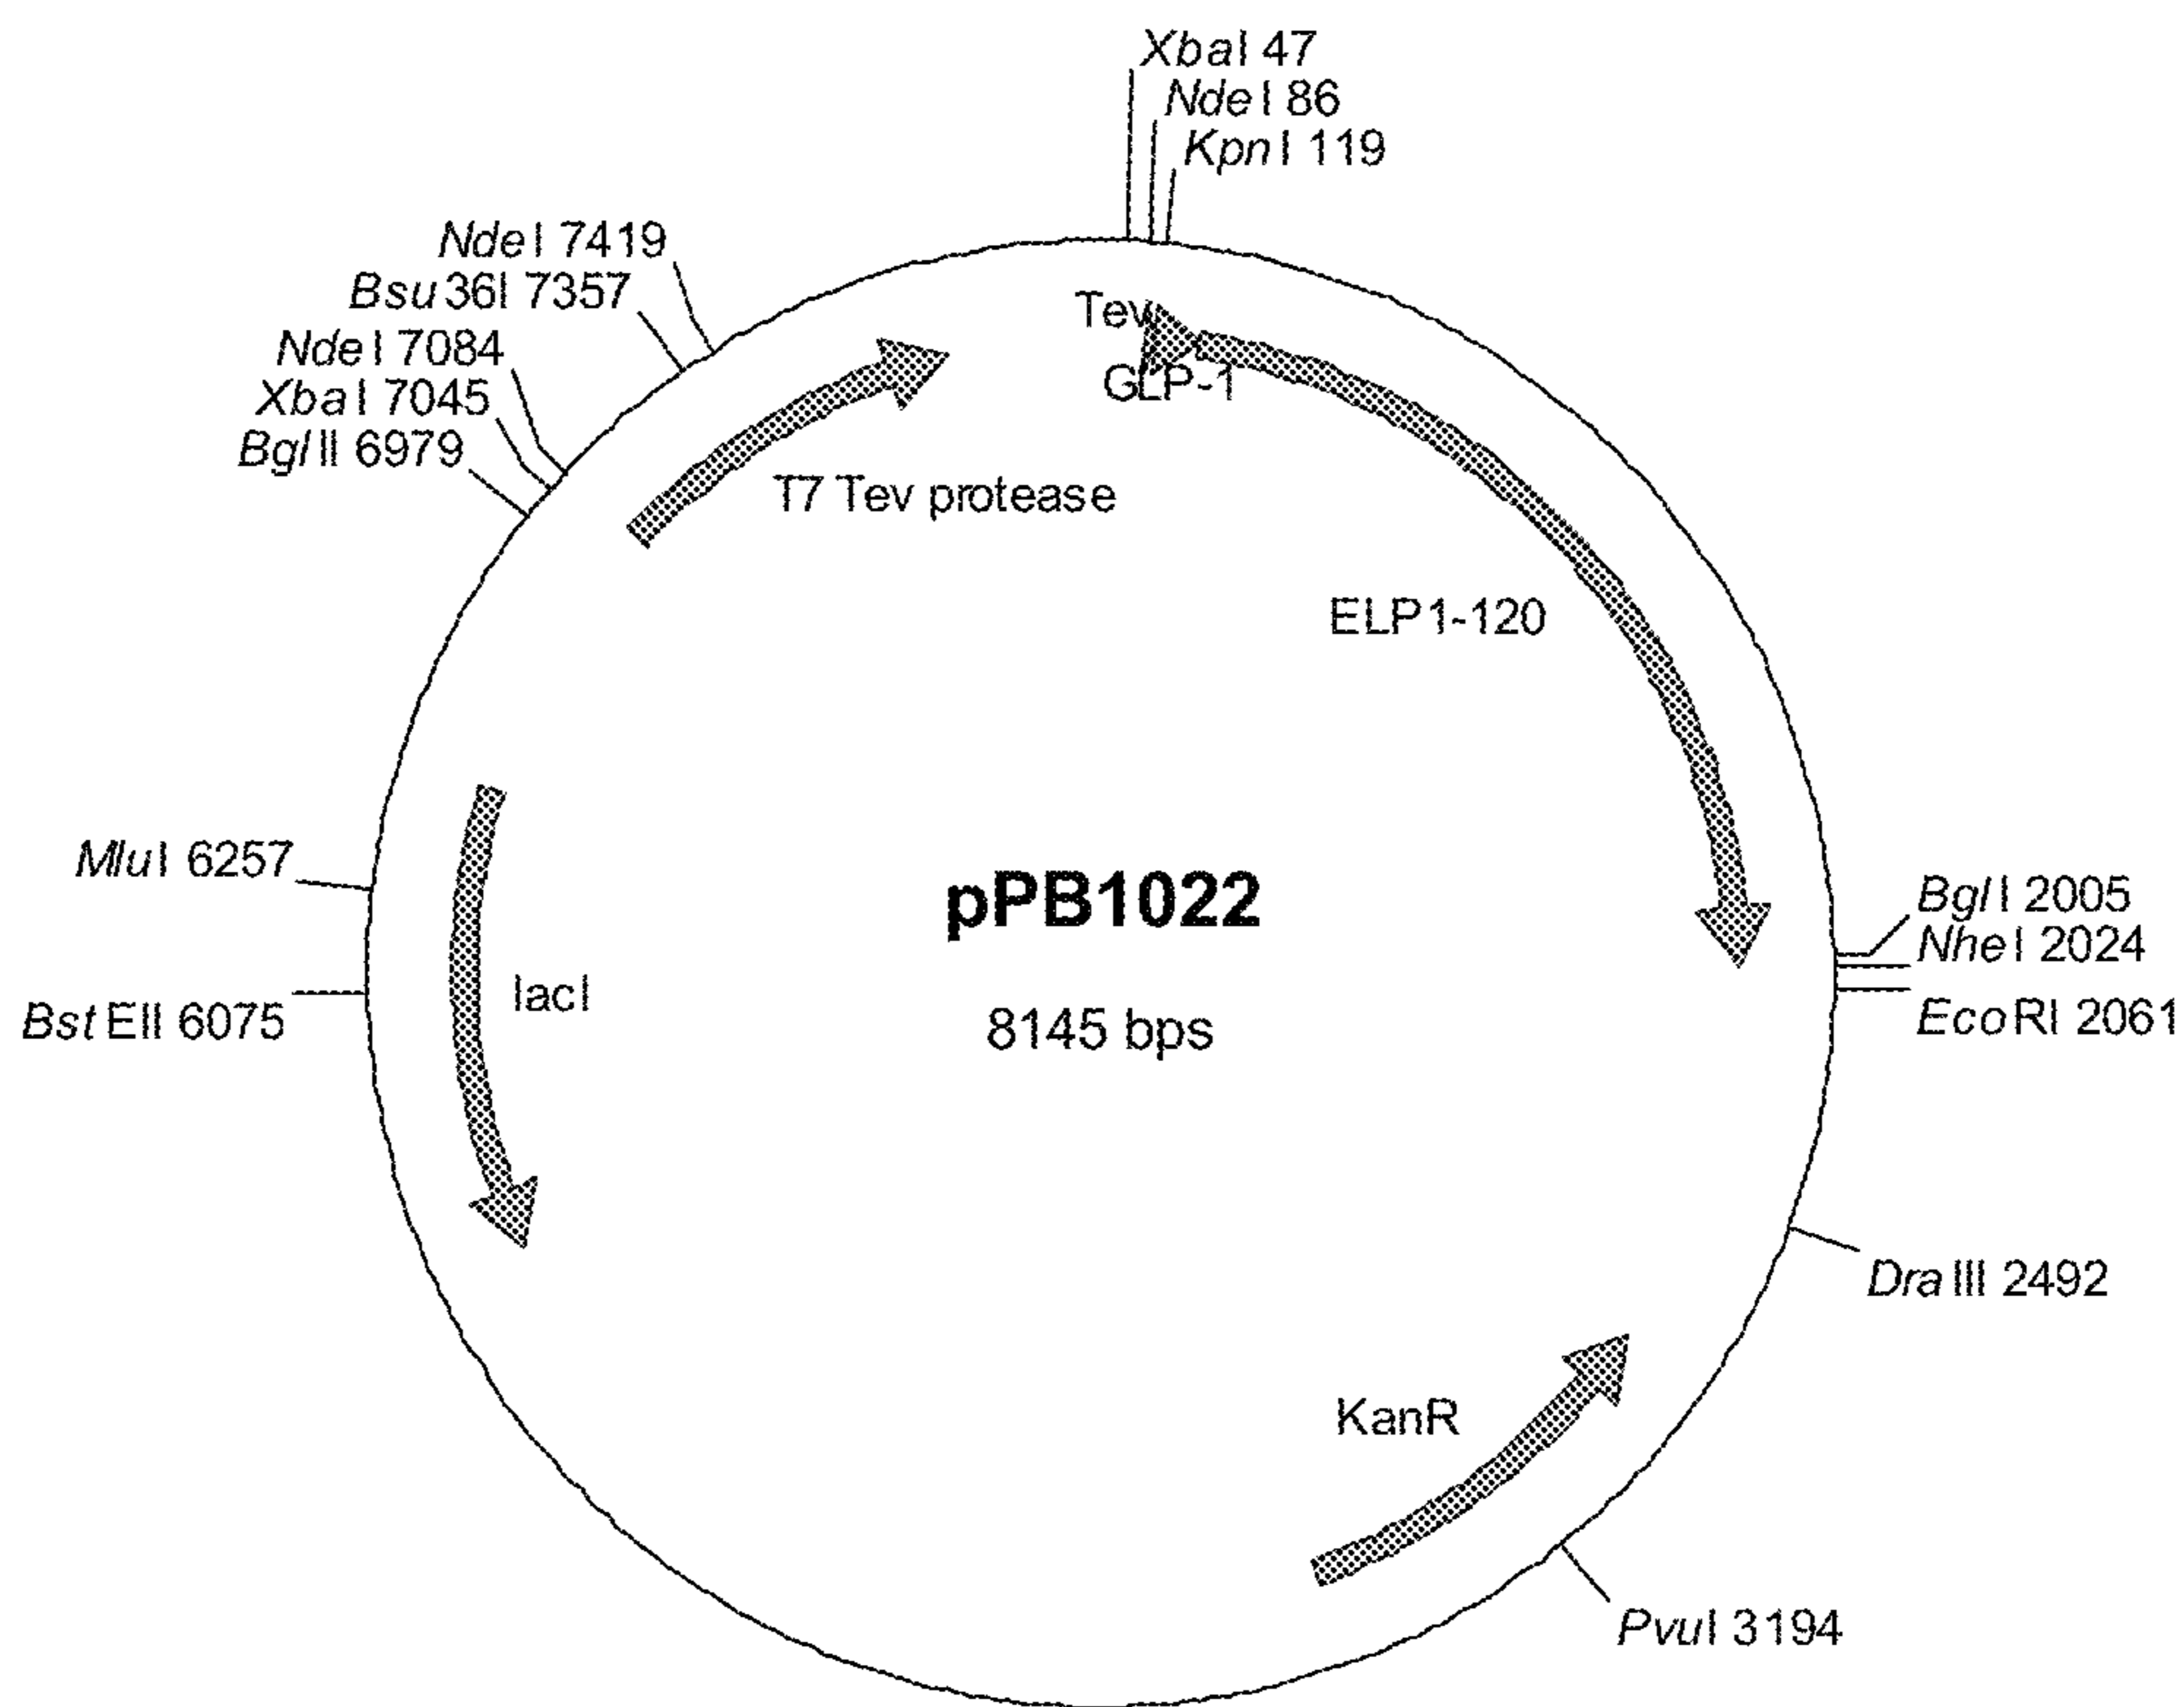 XbaI 47
NdeI 86
KpnI 119
NdeI 7419
Bsu36I 7357
NdeI 7084
XbaI 7045
BglII 6979
Tev
GLP-1
T7 Tev protease
ELP1-120
MluI 6257
BstEII 6075
lacI
pPB1022
8145 bps
BglI 2005
NheI 2024
EcoRI 2061
DraIII 2492
KanR
PvuI 3194